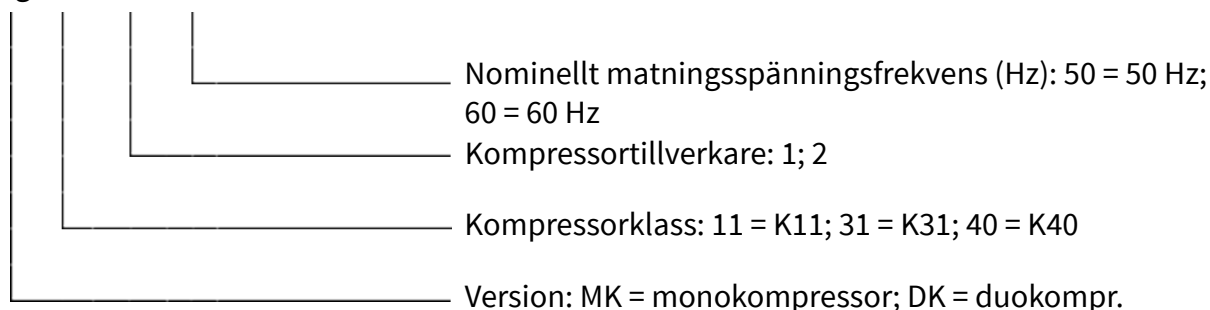 Nominellt matningsspänningsfrekvens (Hz): 50 = 50 Hz;
60 = 60 Hz
Kompressortillverkare: 1; 2
Kompressorklass: 11 = K11; 31 = K31; 40 = K40
Version: MK = monokompressor; DK = duokompr.